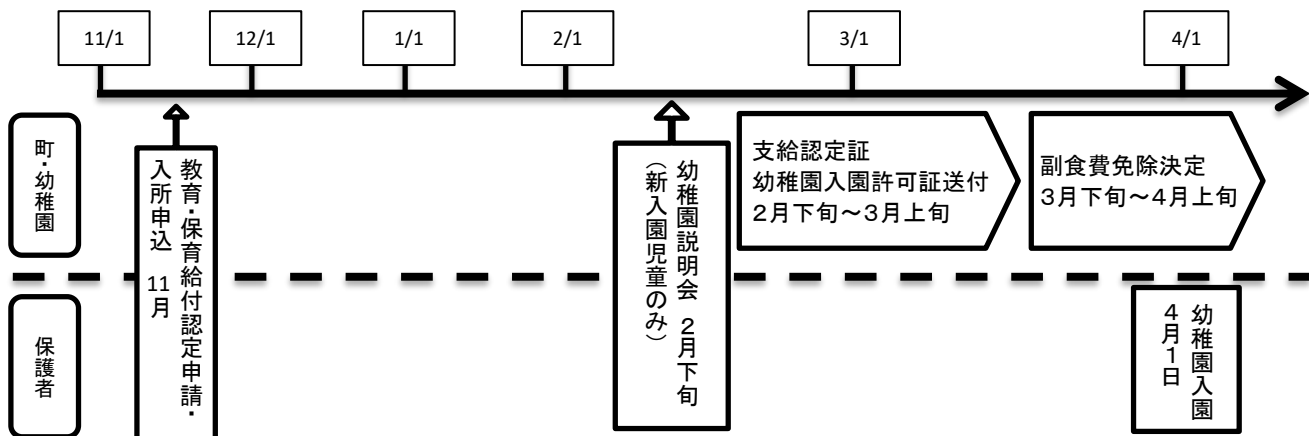 11/1
12/1
1/1
2/1
3/1
4/1
町・幼稚園
教育・保育給付認定申請・
入所申込 11月
幼稚園説明会 2月下旬
(新入園児童のみ)
支給認定証
幼稚園入園許可証送付
2月下旬~3月上旬
副食費免除決定
3月下旬~4月上旬
保護者
幼稚園入園
4月1日